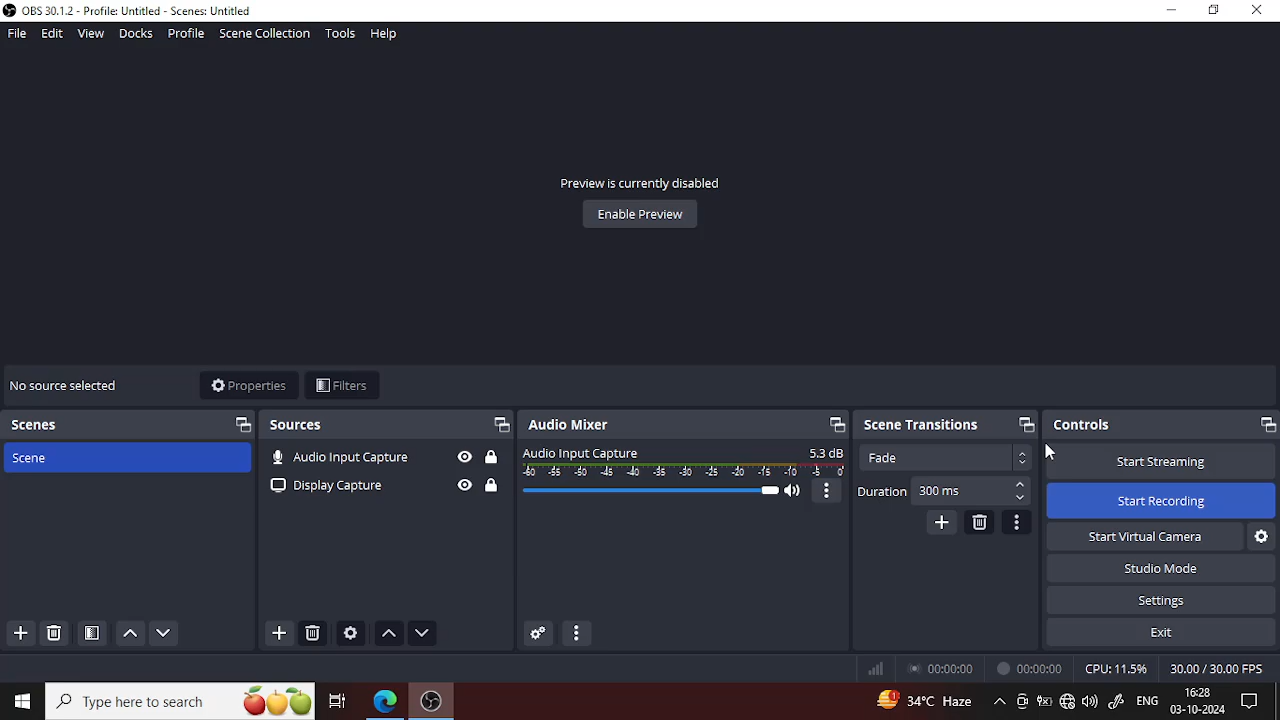 OBS 30.1.2 - Profile: Untitled - Scenes: Untitled
File Edit View Docks Profile Scene Collection Tools Help
Preview is currently disabled
Enable Preview
No source selected Properties Filters
Scenes
Scene
Sources
Audio Input Capture
Display Capture
Audio Mixer
Audio Input Capture 5.3 dB
-60 -55 -50 -45 -40 -35 -30 -25 -20 -15 -10 -5 0
Scene Transitions
Fade
Duration 300 ms
Controls
Start Streaming
Start Recording
Start Virtual Camera
Studio Mode
Settings
Exit
00:00:00 00:00:00 CPU: 11.5% 30.00 / 30.00 FPS
Type here to search
1 34°C Haze
ENG
16:28
03-10-2024